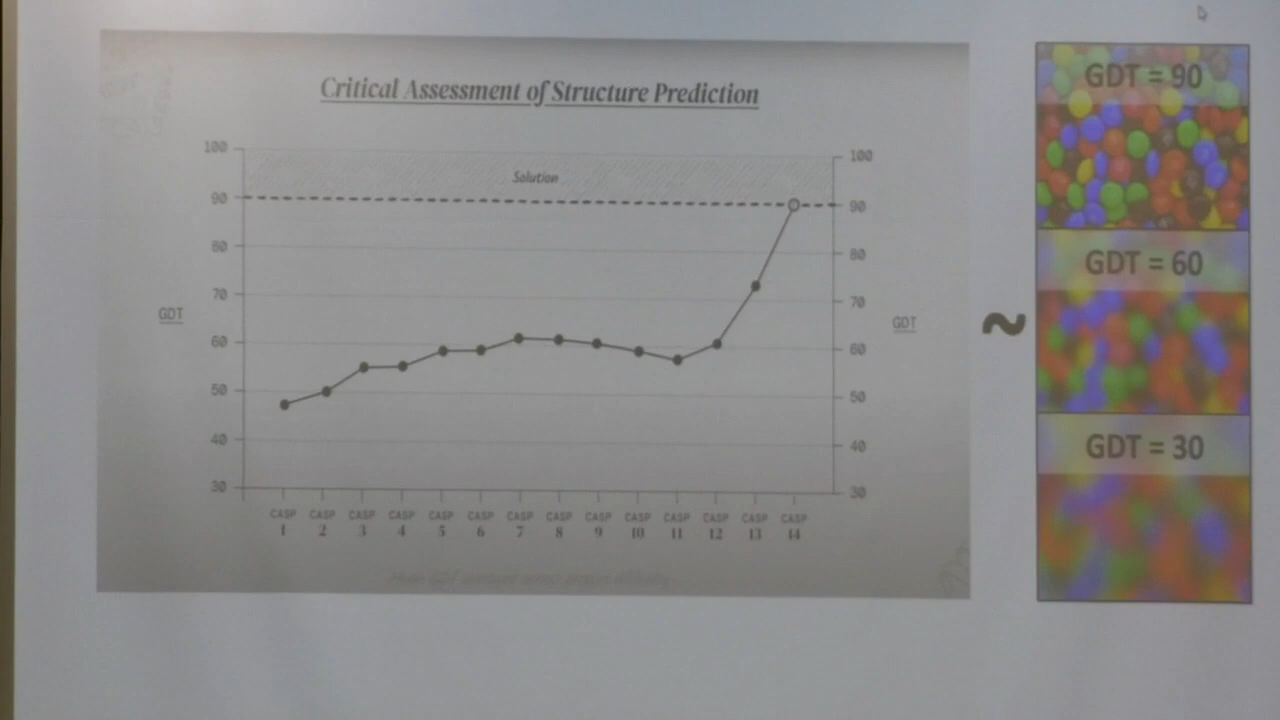 Critical Assessment of Structure Prediction
100
90
80
70
60
50
40
30
GDT
Solution
100
90
80
70
60
50
40
30
GDT
CASP 1
CASP 2
CASP 3
CASP 4
CASP 5
CASP 6
CASP 7
CASP 8
CASP 9
CASP 10
CASP 11
CASP 12
CASP 13
CASP 14
~
GDT = 90
GDT = 60
GDT = 30